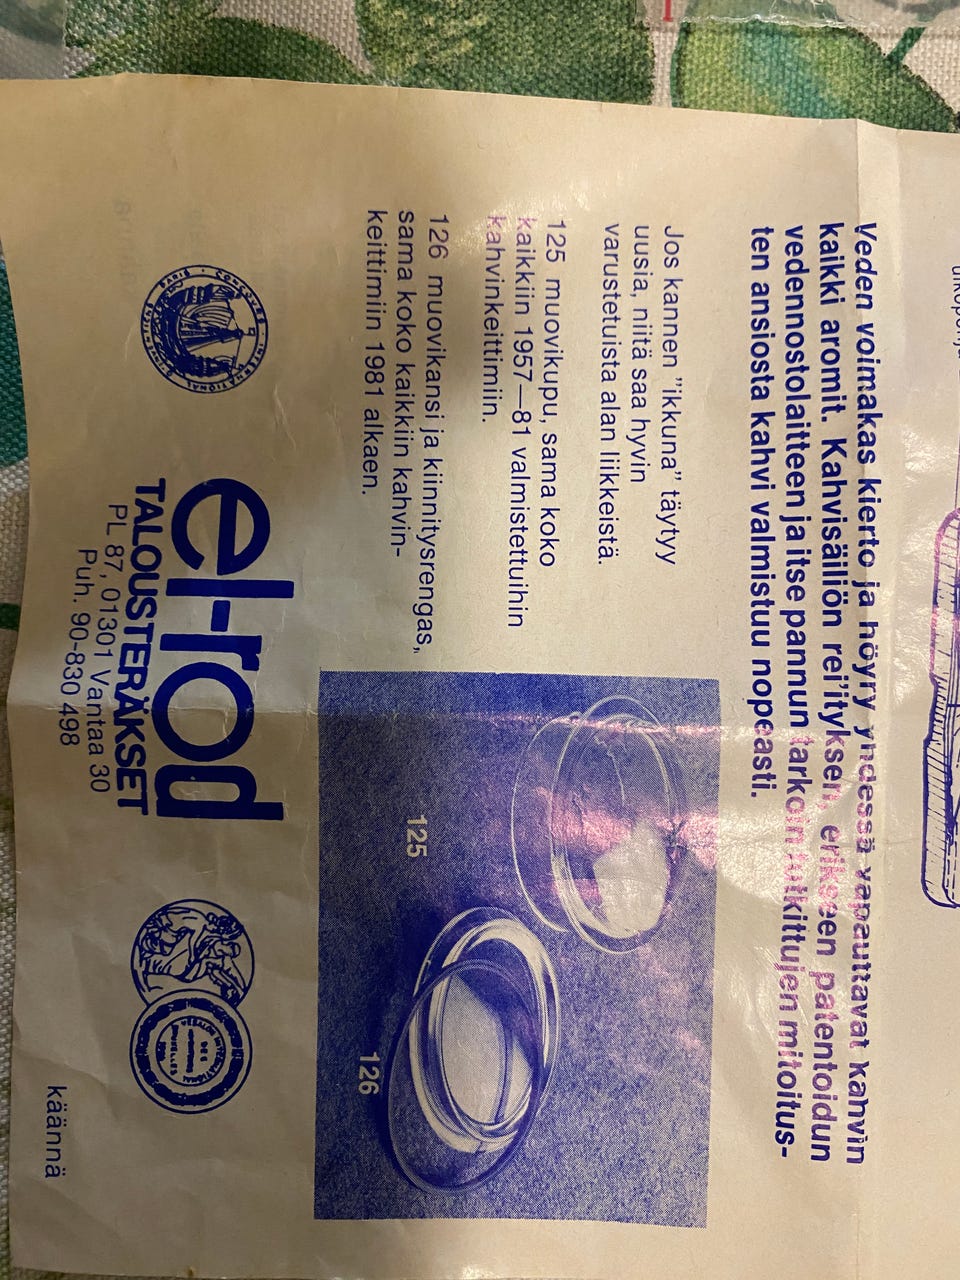 Veden voimakas kierto ja höyry yhdessä vapauttavat kahvin
kaikki aromit. Kahvisäiliön rei'ityksen, erikseen patentoidun
vedennostolaitteen ja itse pannun tarkoin tutkittujen mitoitus-
ten ansiosta kahvi valmistuu nopeasti.
Jos kannen "ikkuna" täytyy
uusia, niitä saa hyvin
varustetuista alan liikkeistä.
125 muovikupu, sama koko
kaikkiin 1957—81 valmistettuihin
kahvinkeittimiin.
126 muovikansi ja kiinnitysrengas,
sama koko kaikkiin kahvin-
keittimiin 1981 alkaen.
125
126
el-rod
TALOUSTERÄKSET
PL 87, 01301 Vantaa 30
Puh. 90-830 498
CONCOURS INTERNATIONAL
käännä